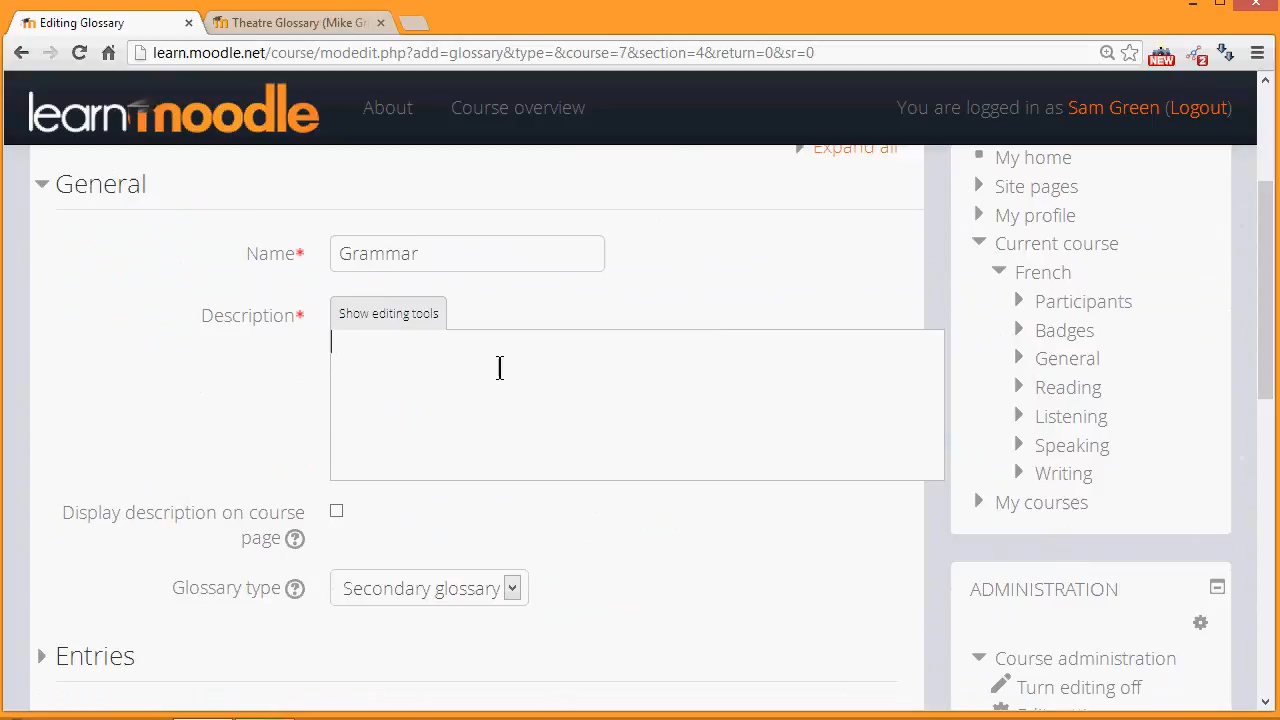 Editing Glossary
Theatre Glossary (Mike Gr
learn.moodle.net/course/modedit.php?add=glossary&type=&course=7&section=4&return=0&sr=0
NEW
2
learn moodle
About
Course overview
You are logged in as Sam Green (Logout)
Expand all
General
Name*
Grammar
Description*
Show editing tools
Display description on course
page
Glossary type
Secondary glossary
Entries
My home
Site pages
My profile
Current course
French
Participants
Badges
General
Reading
Listening
Speaking
Writing
My courses
ADMINISTRATION
Course administration
Turn editing off